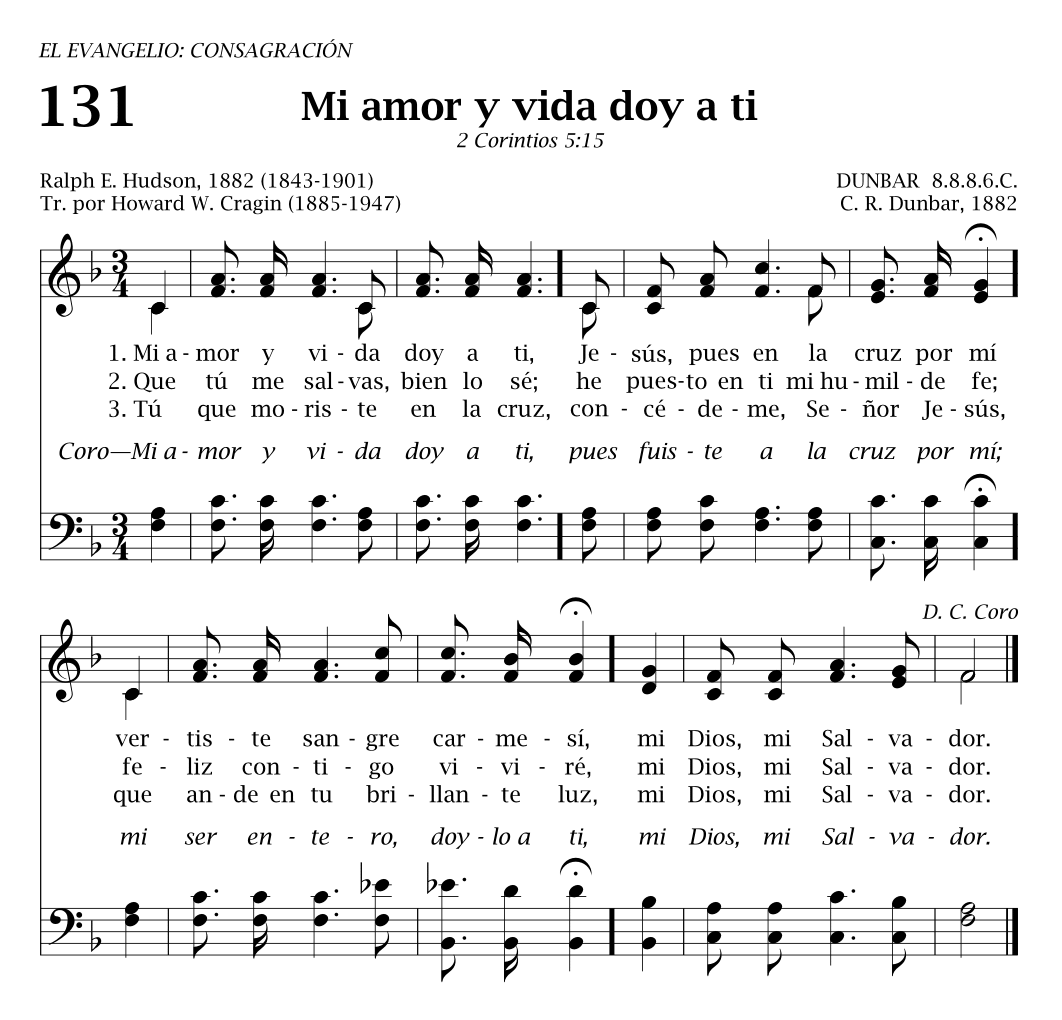 EL EVANGELIO: CONSAGRACIÓN
131
Mi amor y vida doy a ti
2 Corintios 5:15
Ralph E. Hudson, 1882 (1843-1901)
DUNBAR 8.8.8.6.C.
Tr. por Howard W. Cragin (1885-1947)
C. R. Dunbar, 1882
3 4
1. Mi a - mor y vi - da doy a ti, Je - sús, pues en la cruz por mí
2. Que tú me sal - vas, bien lo sé; he pues-to en ti mi hu - mil - de fe;
3. Tú que mo - ris - te en la cruz, con - cé - de - me, Se - ñor Je - sús,
Coro—Mi a - mor y vi - da doy a ti, pues fuis - te a la cruz por mí;
3 4
D. C. Coro
ver - tis - te san - gre car - me - sí, mi Dios, mi Sal - va - dor.
fe - liz con - ti - go vi - vi - ré, mi Dios, mi Sal - va - dor.
que an - de en tu bri - llan - te luz, mi Dios, mi Sal - va - dor.
mi ser en - te - ro, doy - lo a ti, mi Dios, mi Sal - va - dor.